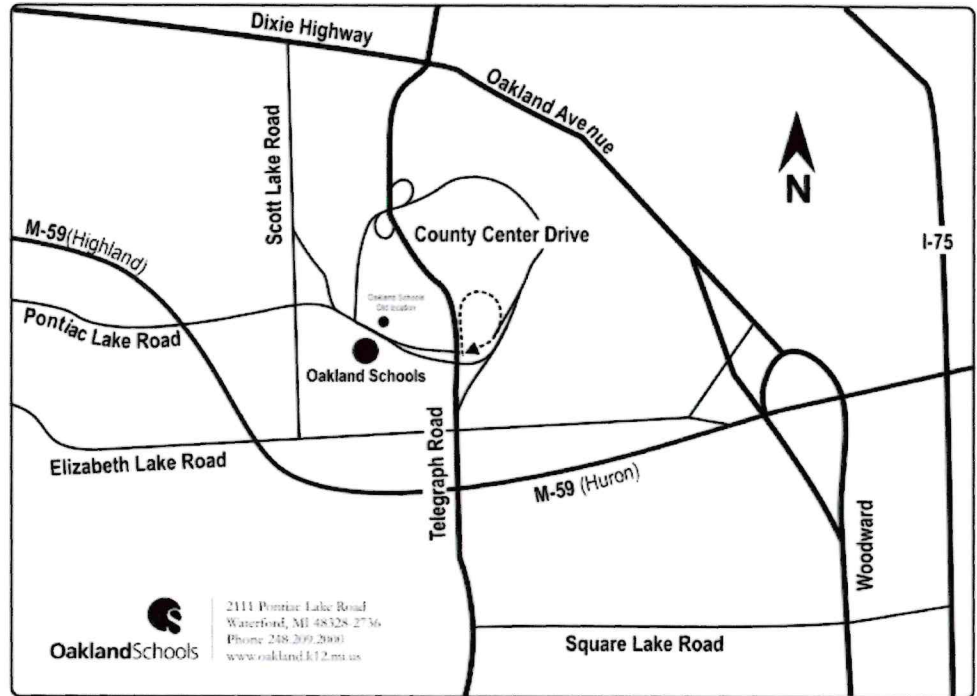 Dixie Highway
Oakland Avenue
Scott Lake Road
N
M-59(Highland)
County Center Drive
I-75
Oakland Schools
Old location
Pontiac Lake Road
Oakland Schools
Elizabeth Lake Road
Telegraph Road
M-59 (Huron)
Woodward
Square Lake Road
OaklandSchools
2111 Pontiac Lake Road
Waterford, MI 48328-2736
Phone 248.209.2000
www.oakland.k12.mi.us